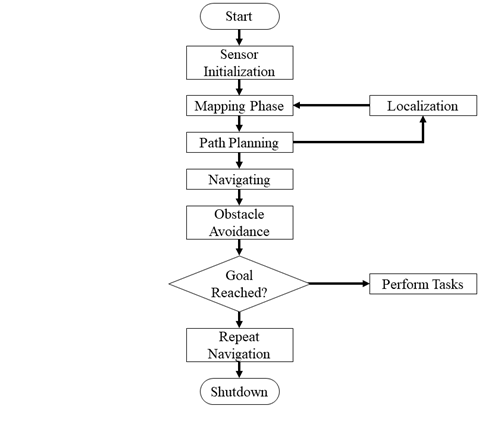 Start
Sensor
Initialization
Mapping Phase
Localization
Path Planning
Navigating
Obstacle
Avoidance
Goal
Reached?
Perform Tasks
Repeat
Navigation
Shutdown